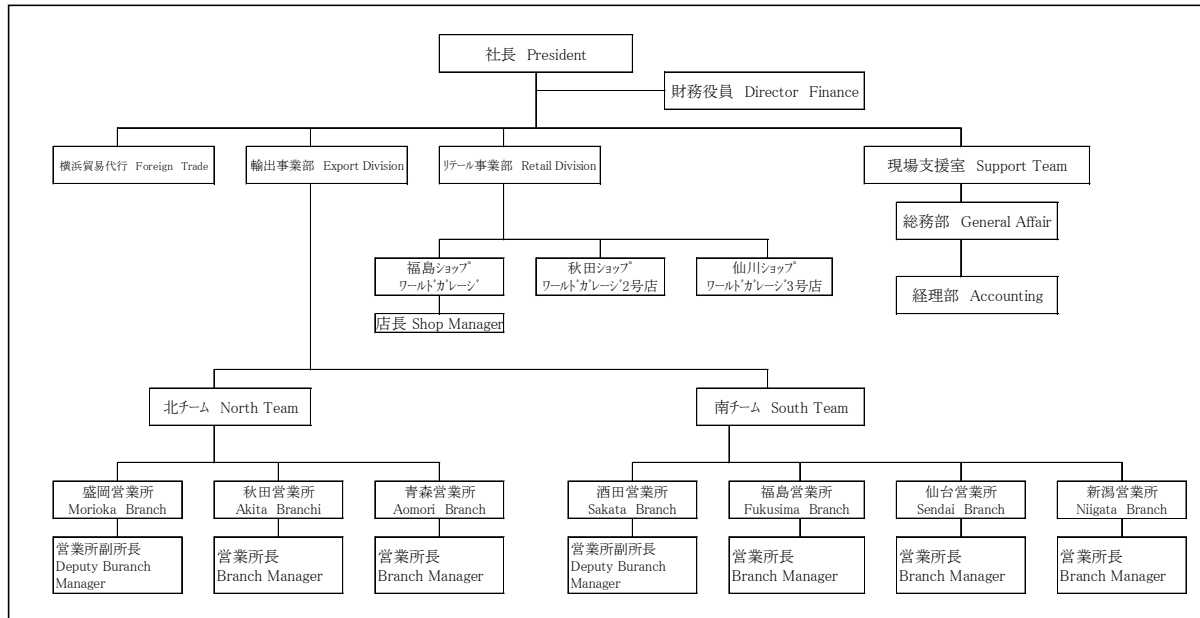 社長 President
財務役員 Director Finance
横浜貿易代行 Foreign Trade
輸出事業部 Export Division
ﾘﾃｰﾙ事業部 Retail Division
現場支援室 Support Team
総務部 General Affair
経理部 Accounting
福島ｼｮｯﾌﾟ
ﾜｰﾙﾄﾞｶﾞﾚｰｼﾞ
秋田ｼｮｯﾌﾟ
ﾜｰﾙﾄﾞｶﾞﾚｰｼﾞ2号店
仙川ｼｮｯﾌﾟ
ﾜｰﾙﾄﾞｶﾞﾚｰｼﾞ3号店
店長 Shop Manager
北ﾁｰﾑ North Team
南ﾁｰﾑ South Team
盛岡営業所
Morioka Branch
秋田営業所
Akita Branchi
青森営業所
Aomori Branch
酒田営業所
Sakata Branch
福島営業所
Fukusima Branch
仙台営業所
Sendai Branch
新潟営業所
Niigata Branch
営業所副所長
Deputy Buranch
Manager
営業所長
Branch Manager
営業所長
Branch Manager
営業所副所長
Deputy Buranch
Manager
営業所長
Branch Manager
営業所長
Branch Manager
営業所長
Branch Manager